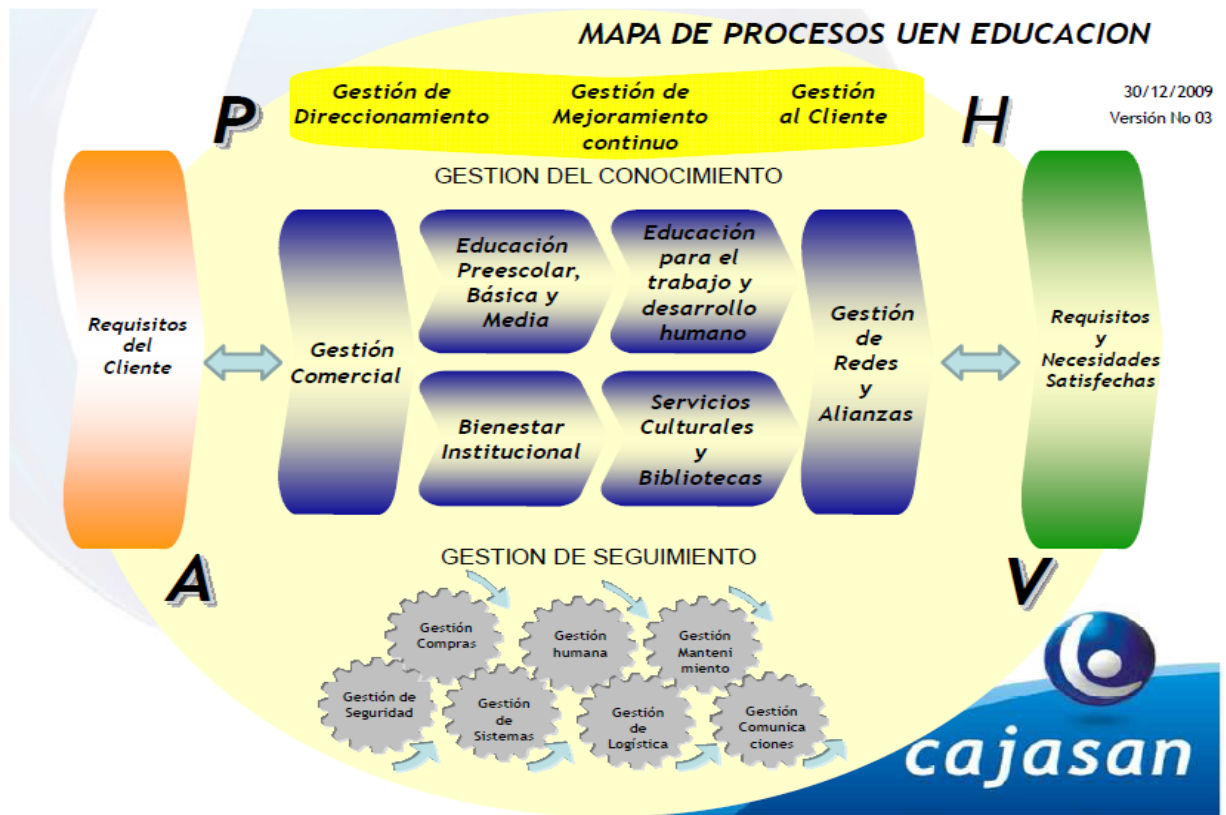 MAPA DE PROCESOS UEN EDUCACION
30/12/2009
Versión No 03
P
H
Gestión de
Direccionamiento
Gestión de
Mejoramiento
continuo
Gestión
al Cliente
GESTION DEL CONOCIMIENTO
Requisitos
del
Cliente
Gestión
Comercial
Educación
Preescolar,
Básica y
Media
Educación
para el
trabajo y
desarrollo
humano
Bienestar
Institucional
Servicios
Culturales
y
Bibliotecas
Gestión
de
Redes
y
Alianzas
Requisitos
y
Necesidades
Satisfechas
A
V
GESTION DE SEGUIMIENTO
Gestión
Compras
Gestión
humana
Gestión
Manteni
miento
Gestión de
Seguridad
Gestión
de
Sistemas
Gestión
de
Logística
Gestión
Comunica
ciones
cajasan